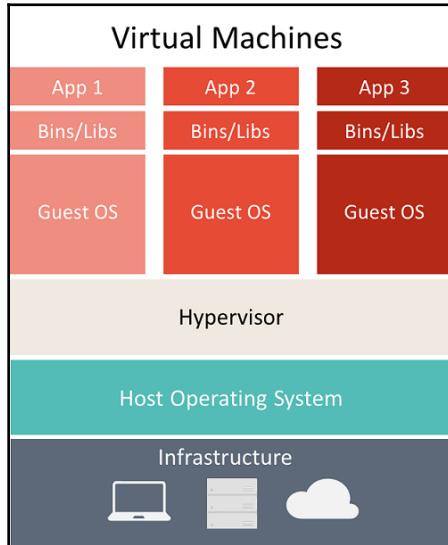 Virtual Machines
App 1 App 2 App 3
Bins/Libs Bins/Libs Bins/Libs
Guest OS Guest OS Guest OS
Hypervisor
Host Operating System
Infrastructure